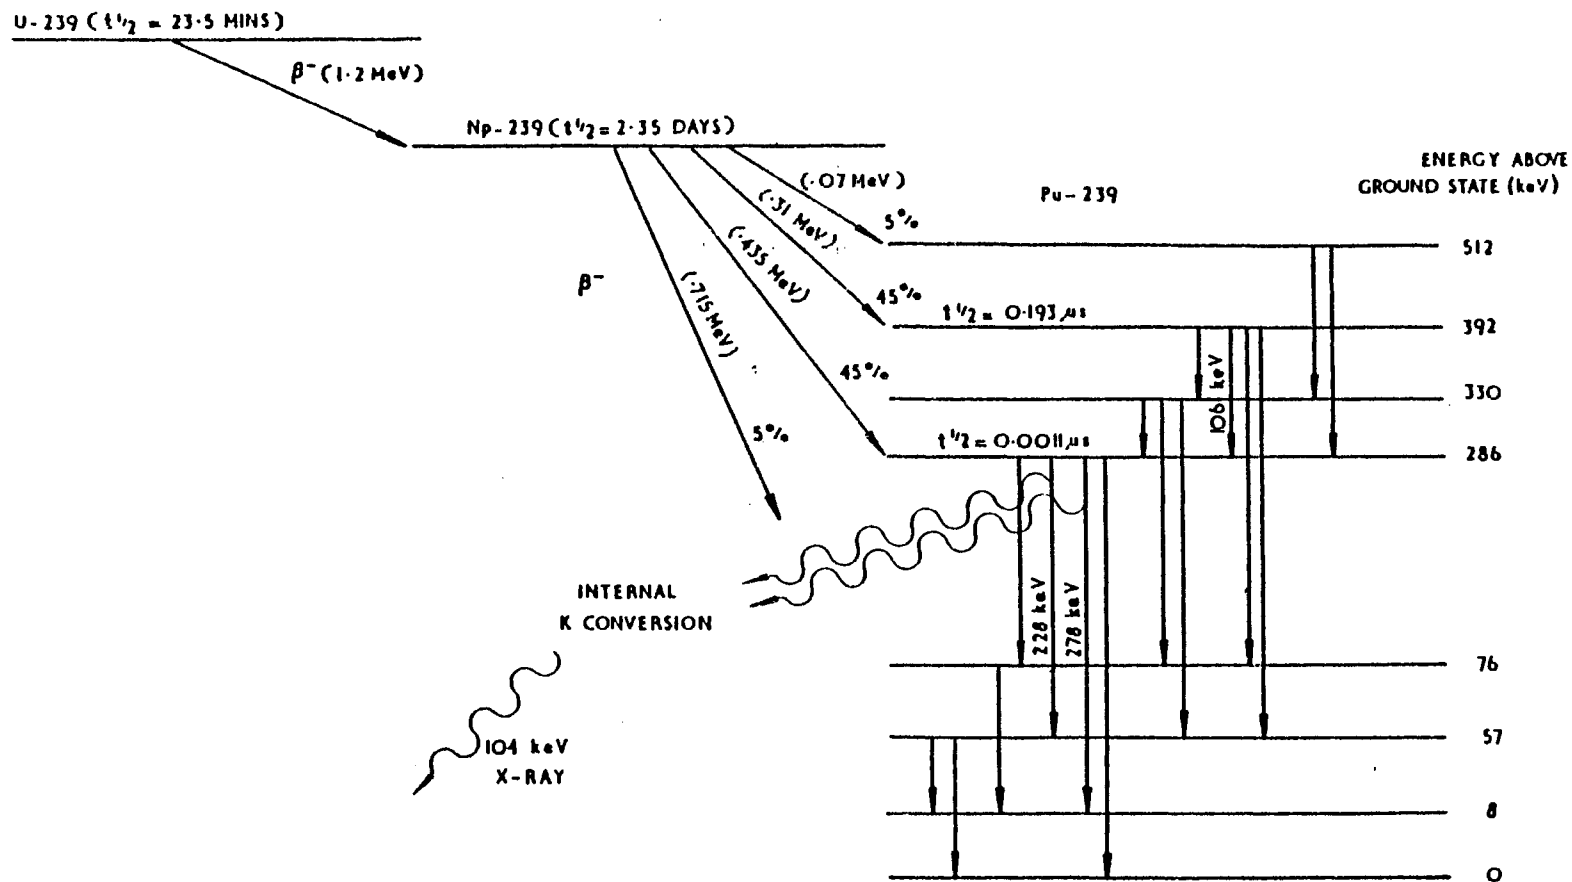 U-239 (t½ = 23·5 MINS)
β⁻ (1·2 MeV)
Np-239 (t½ = 2·35 DAYS)
ENERGY ABOVE
GROUND STATE (keV)
Pu-239
(·07 MeV)
5%
512
(·31 MeV)
45%
t½ = 0·193 μs
392
(·435 MeV)
45%
330
106 keV
β⁻
(·715 MeV)
5%
t½ = 0·0011 μs
286
INTERNAL
K CONVERSION
228 keV
278 keV
76
57
104 keV
X-RAY
8
0